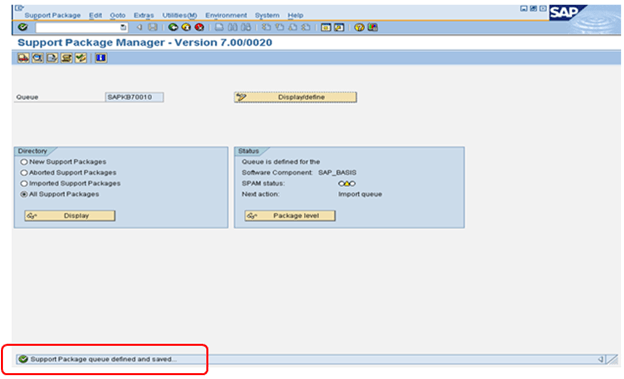 Support Package Edit Goto Extras Utilities(M) Environment System Help
SAP
Support Package Manager - Version 7.00/0020
Queue SAPKB70010 Display/define
Directory
New Support Packages
Aborted Support Packages
Imported Support Packages
All Support Packages
Display
Status
Queue is defined for the
Software Component: SAP_BASIS
SPAM status:
Next action: Import queue
Package level
Support Package queue defined and saved...